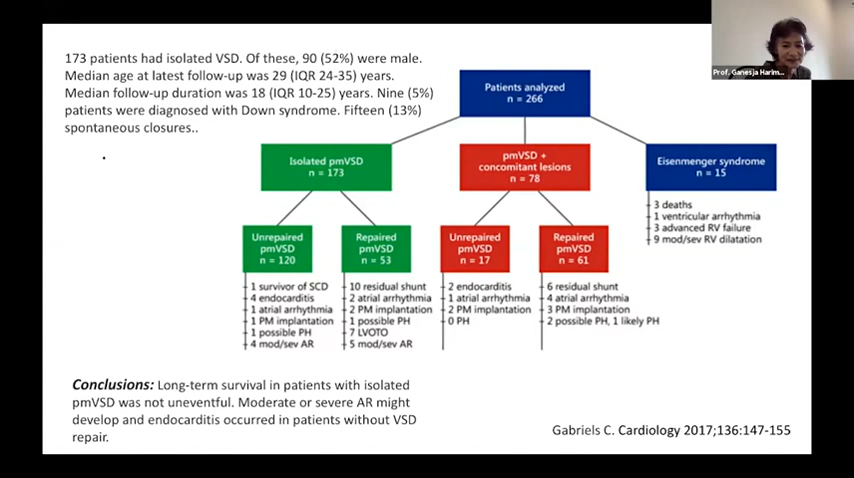 173 patients had isolated VSD. Of these, 90 (52%) were male.
Median age at latest follow-up was 29 (IQR 24-35) years.
Median follow-up duration was 18 (IQR 10-25) years. Nine (5%)
patients were diagnosed with Down syndrome. Fifteen (13%)
spontaneous closures..
Prof. Ganesja Harim...
Patients analyzed
n = 266
Isolated pmVSD
n = 173
pmVSD +
concomitant lesions
n = 78
Eisenmenger syndrome
n = 15
3 deaths
1 ventricular arrhythmia
3 advanced RV failure
9 mod/sev RV dilatation
Unrepaired
pmVSD
n = 120
Repaired
pmVSD
n = 53
Unrepaired
pmVSD
n = 17
Repaired
pmVSD
n = 61
1 survivor of SCD
4 endocarditis
1 atrial arrhythmia
1 PM implantation
1 possible PH
4 mod/sev AR
10 residual shunt
2 atrial arrhythmia
2 PM implantation
1 possible PH
7 LVOTO
5 mod/sev AR
2 endocarditis
1 atrial arrhythmia
2 PM implantation
0 PH
6 residual shunt
4 atrial arrhythmia
3 PM implantation
2 possible PH, 1 likely PH
Conclusions: Long-term survival in patients with isolated
pmVSD was not uneventful. Moderate or severe AR might
develop and endocarditis occurred in patients without VSD
repair.
Gabriels C. Cardiology 2017;136:147-155